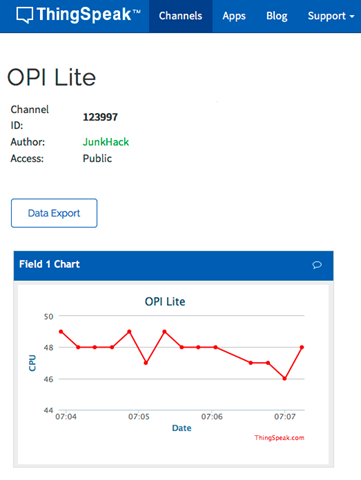 ThingSpeak™ Channels Apps Blog Support
OPI Lite
Channel ID: 123997
Author: JunkHack
Access: Public
Data Export
Field 1 Chart
OPI Lite
50
48
46
44
CPU
07:04 07:05 07:06 07:07
Date
ThingSpeak.com